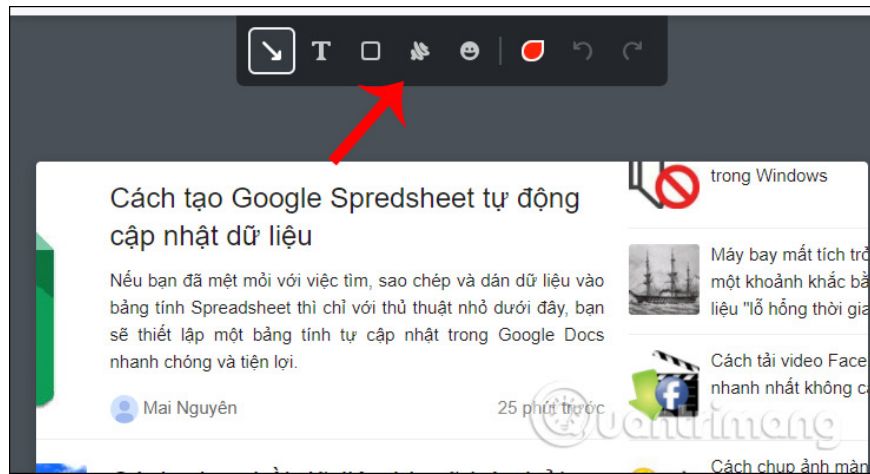 T
Cách tạo Google Spredsheet tự động
cập nhật dữ liệu
Nếu bạn đã mệt mỏi với việc tìm, sao chép và dán dữ liệu vào
bảng tính Spreadsheet thì chỉ với thủ thuật nhỏ dưới đây, bạn
sẽ thiết lập một bảng tính tự cập nhật trong Google Docs
nhanh chóng và tiện lợi.
Mai Nguyên
25 phút trước
trong Windows
Máy bay mất tích trở
một khoảnh khắc bằ
liệu "lỗ hổng thời gia
Cách tải video Face
nhanh nhất không cà
Cách chụp ảnh màn
Quantrimang